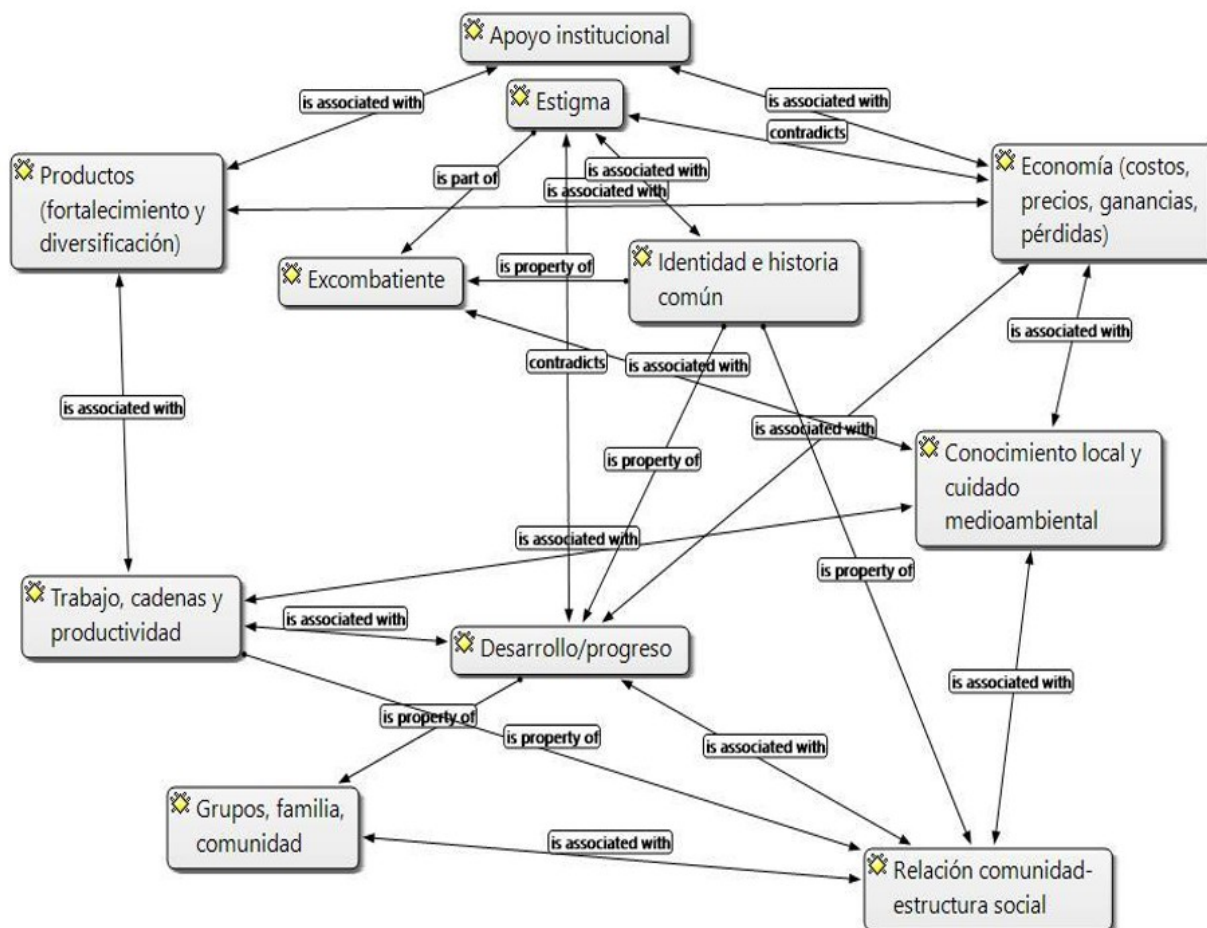 Apoyo institucional
is associated with
is associated with
Estigma
contradicts
Productos
(fortalecimiento y
diversificación)
is part of
is associated with
is associated with
Economía (costos,
precios, ganancias,
pérdidas)
Excombatiente
is property of
Identidad e historia
común
contradicts
is associated with
is associated with
is associated with
is associated with
is property of
Conocimiento local y
cuidado
medioambiental
is associated with
is property of
Trabajo, cadenas y
productividad
is associated with
Desarrollo/progreso
is associated with
is property of
is property of
is associated with
Grupos, familia,
comunidad
is associated with
Relación comunidad-
estructura social